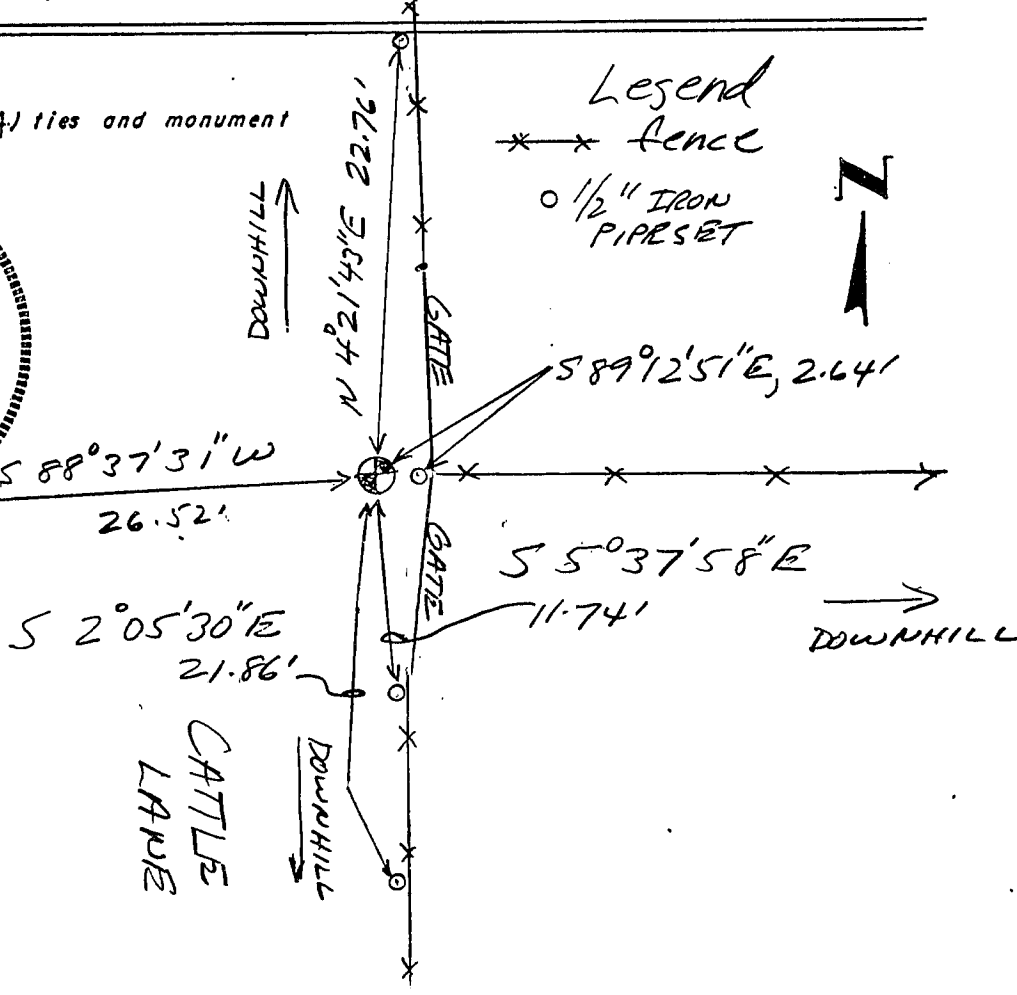 ties and monument
Legend
fence
1/2" IRON
PIPRSET
N
DOWNHILL
N 4°21'43"E 22.76'
GATE
S 89°12'51"E, 2.64'
S 88°37'31"W
26.52'
GATE
S 5°37'58"E
11.74'
DOWNHILL
S 2°05'30"E
21.86'
CATTLE
LANE
DOWNHILL